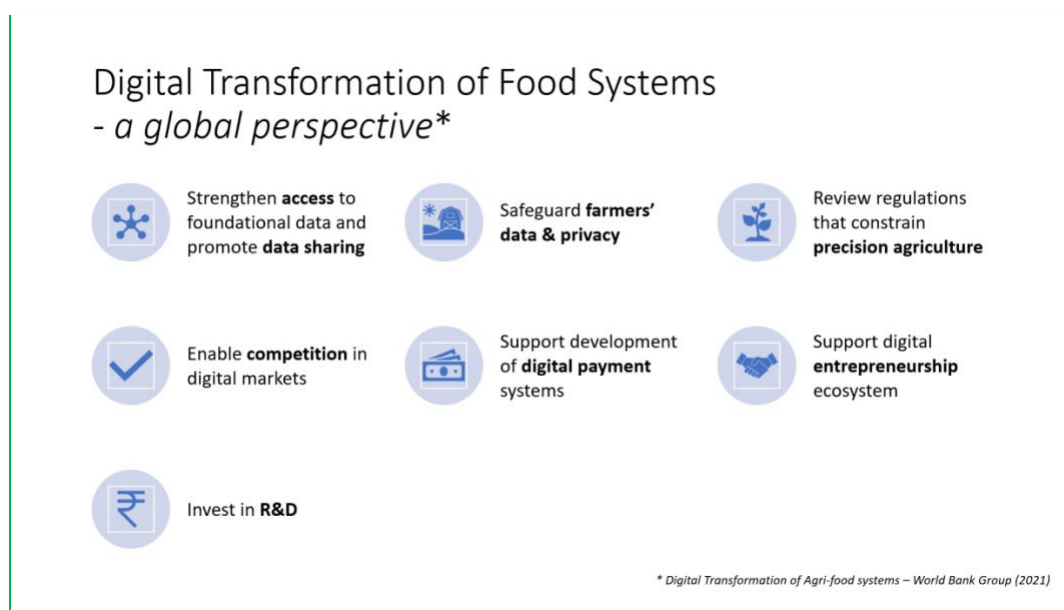 Digital Transformation of Food Systems
- a global perspective*
Strengthen access to
foundational data and
promote data sharing
Safeguard farmers’
data & privacy
Review regulations
that constrain
precision agriculture
Enable competition in
digital markets
Support development
of digital payment
systems
Support digital
entrepreneurship
ecosystem
₹
Invest in R&D
* Digital Transformation of Agri-food systems – World Bank Group (2021)